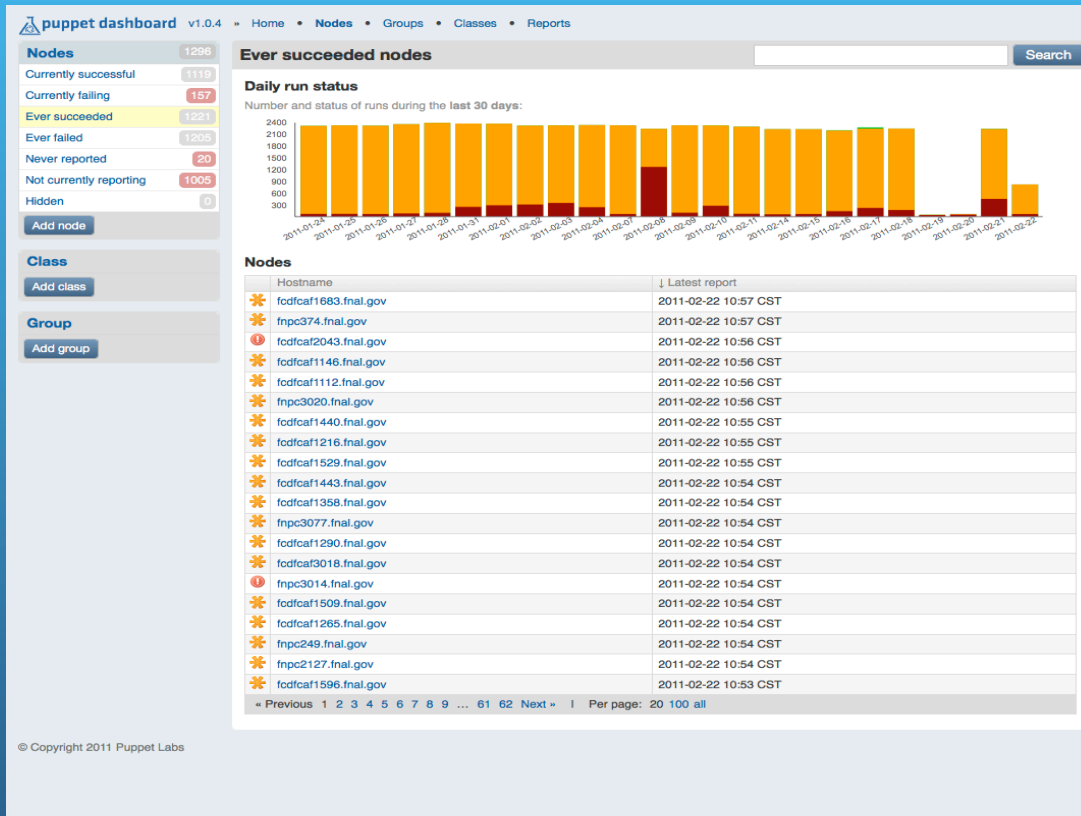 puppet dashboard v1.0.4 » Home • Nodes • Groups • Classes • Reports
Nodes 1296
Currently successful 1119
Currently failing 157
Ever succeeded 1221
Ever failed 1205
Never reported 20
Not currently reporting 1005
Hidden 0
Add node
Class
Add class
Group
Add group
Ever succeeded nodes
Search
Daily run status
Number and status of runs during the last 30 days:
2400
2100
1800
1500
1200
900
600
300
2011-01-24 2011-01-25 2011-01-26 2011-01-27 2011-01-28 2011-01-31 2011-02-01 2011-02-02 2011-02-03 2011-02-04 2011-02-07 2011-02-08 2011-02-09 2011-02-10 2011-02-11 2011-02-14 2011-02-15 2011-02-16 2011-02-17 2011-02-18 2011-02-19 2011-02-20 2011-02-21 2011-02-22
Nodes
Hostname ↓ Latest report
fcdfcaf1683.fnal.gov 2011-02-22 10:57 CST
fnpc374.fnal.gov 2011-02-22 10:57 CST
fcdfcaf2043.fnal.gov 2011-02-22 10:56 CST
fcdfcaf1146.fnal.gov 2011-02-22 10:56 CST
fcdfcaf1112.fnal.gov 2011-02-22 10:56 CST
fnpc3020.fnal.gov 2011-02-22 10:56 CST
fcdfcaf1440.fnal.gov 2011-02-22 10:55 CST
fcdfcaf1216.fnal.gov 2011-02-22 10:55 CST
fcdfcaf1529.fnal.gov 2011-02-22 10:55 CST
fcdfcaf1443.fnal.gov 2011-02-22 10:54 CST
fcdfcaf1358.fnal.gov 2011-02-22 10:54 CST
fnpc3077.fnal.gov 2011-02-22 10:54 CST
fcdfcaf1290.fnal.gov 2011-02-22 10:54 CST
fcdfcaf3018.fnal.gov 2011-02-22 10:54 CST
fnpc3014.fnal.gov 2011-02-22 10:54 CST
fcdfcaf1509.fnal.gov 2011-02-22 10:54 CST
fcdfcaf1265.fnal.gov 2011-02-22 10:54 CST
fnpc249.fnal.gov 2011-02-22 10:54 CST
fnpc2127.fnal.gov 2011-02-22 10:54 CST
fcdfcaf1596.fnal.gov 2011-02-22 10:53 CST
« Previous 1 2 3 4 5 6 7 8 9 … 61 62 Next » | Per page: 20 100 all
© Copyright 2011 Puppet Labs